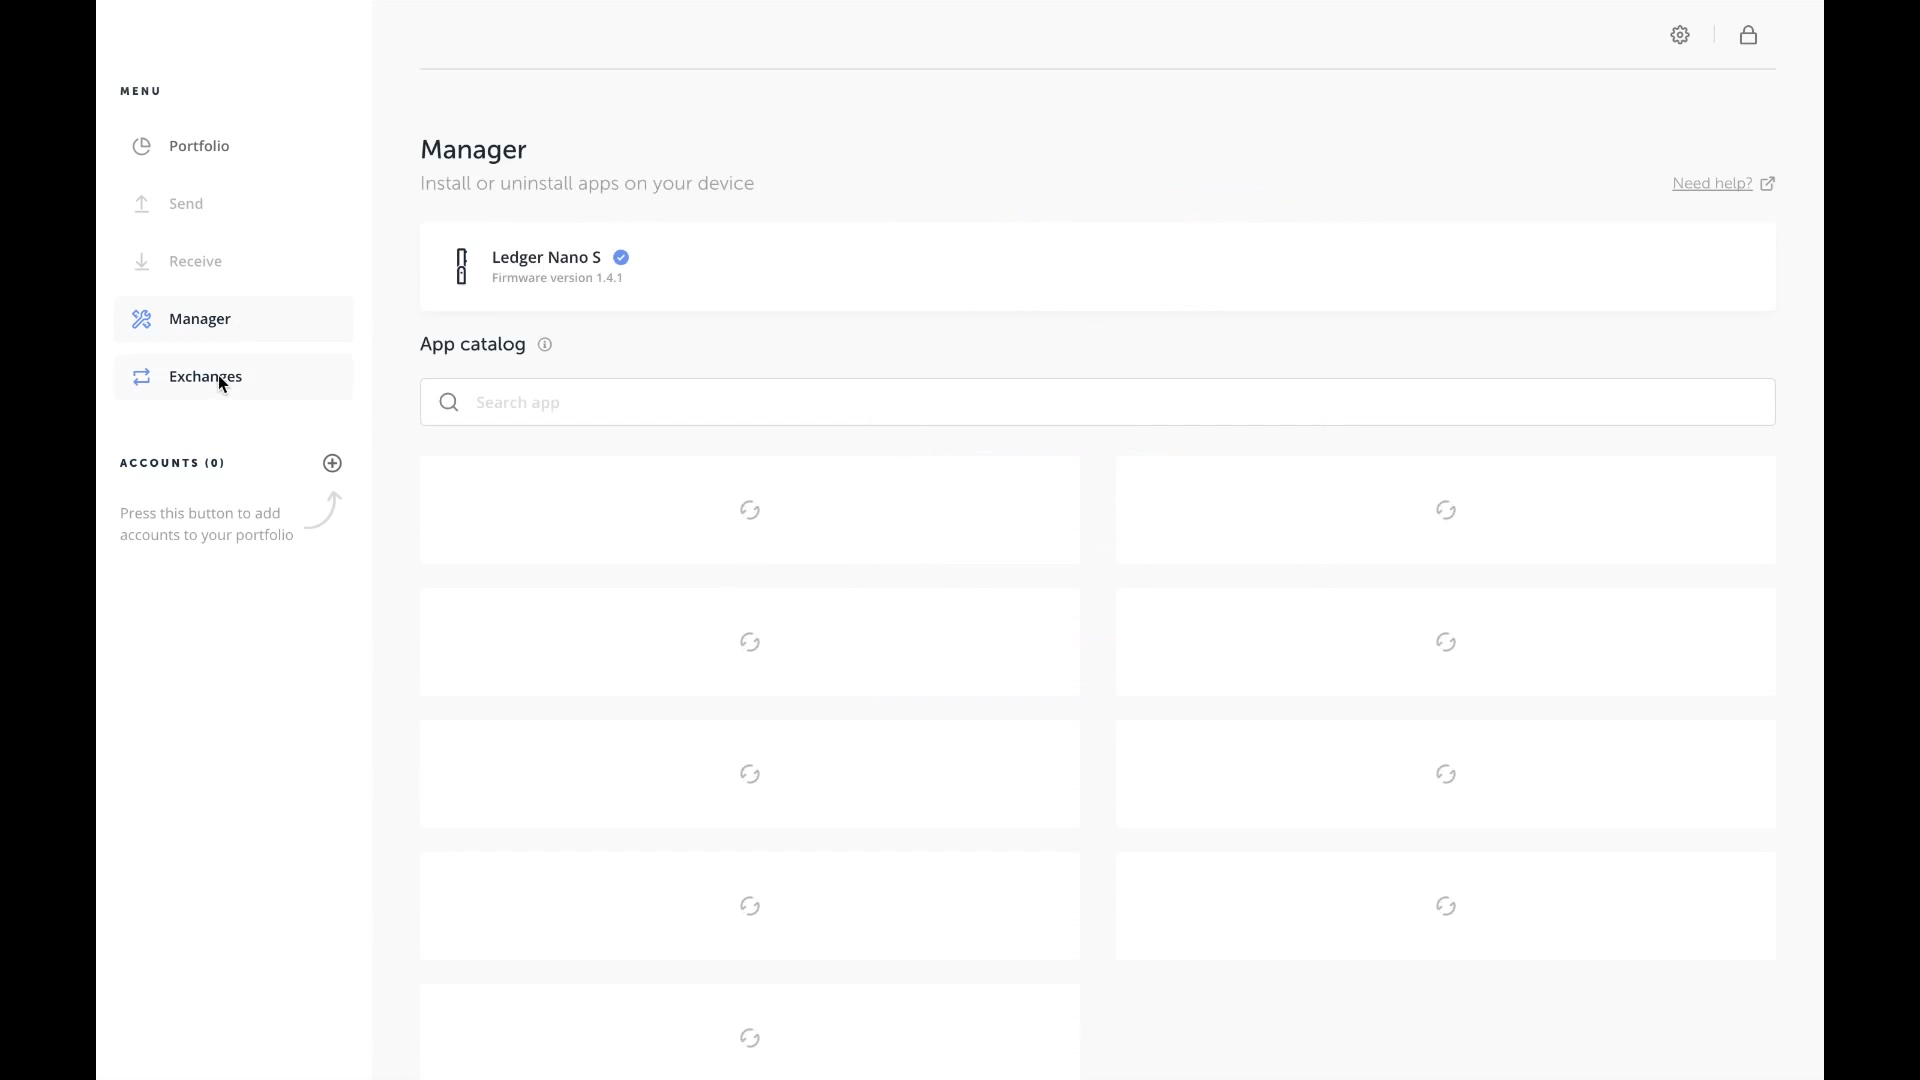 MENU
Portfolio
Send
Receive
Manager
Exchanges
ACCOUNTS (0)
Press this button to add
accounts to your portfolio
Manager
Install or uninstall apps on your device
Need help?
Ledger Nano S
Firmware version 1.4.1
App catalog
Search app